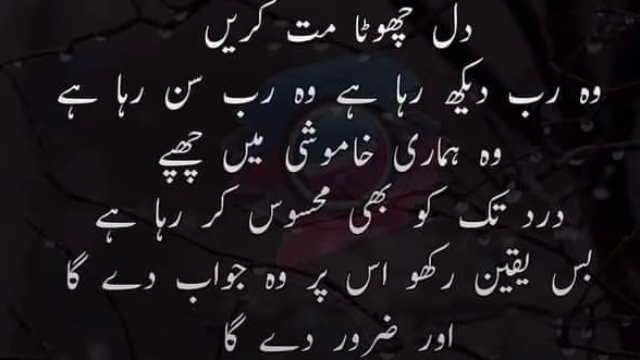 دل چھوٹا مت کریں
وہ رب دیکھ رہا ہے وہ رب سن رہا ہے
وہ ہماری خاموشی میں چھپے
درد تک کو بھی محسوس کر رہا ہے
بس یقین رکھو اس پر وہ جواب دے گا
اور ضرور دے گا